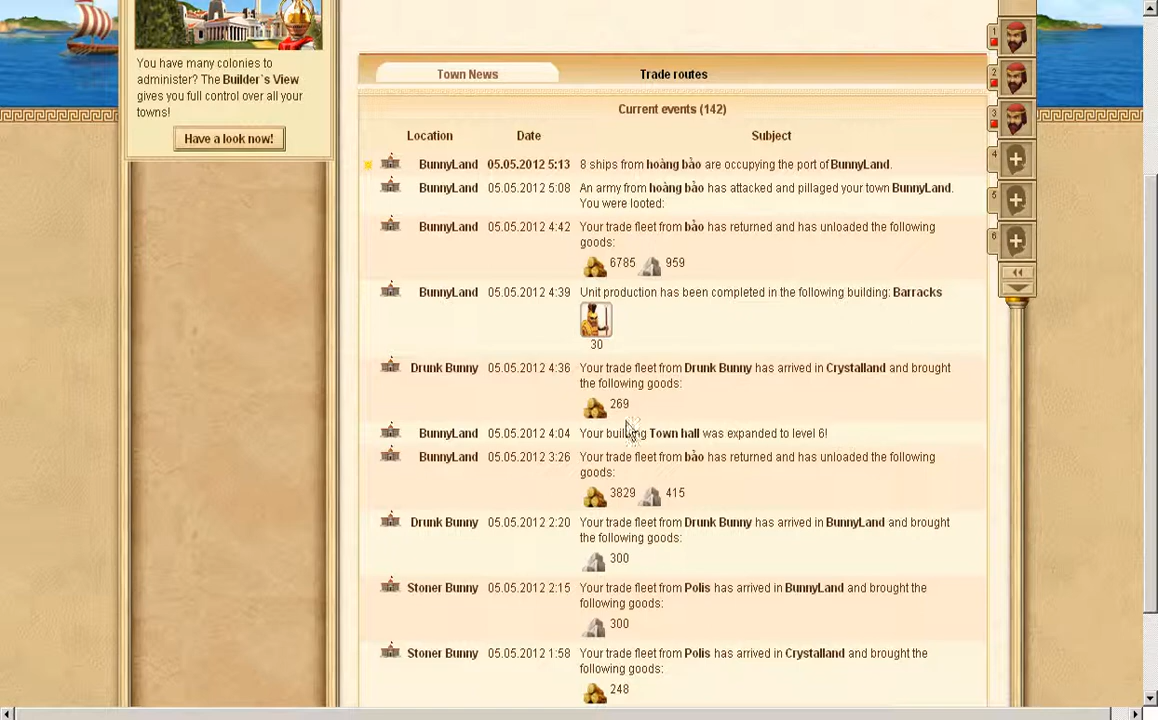 You have many colonies to
administer? The Builder`s View
gives you full control over all your
towns!
Have a look now!
Town News
Trade routes
Current events (142)
Location Date Subject
BunnyLand 05.05.2012 5:13 8 ships from hoàng bảo are occupying the port of BunnyLand.
BunnyLand 05.05.2012 5:08 An army from hoàng bảo has attacked and pillaged your town BunnyLand.
You were looted:
BunnyLand 05.05.2012 4:42 Your trade fleet from bảo has returned and has unloaded the following
goods:
6785 959
BunnyLand 05.05.2012 4:39 Unit production has been completed in the following building: Barracks
30
Drunk Bunny 05.05.2012 4:36 Your trade fleet from Drunk Bunny has arrived in Crystalland and brought
the following goods:
269
BunnyLand 05.05.2012 4:04 Your building Town hall was expanded to level 6!
BunnyLand 05.05.2012 3:26 Your trade fleet from bảo has returned and has unloaded the following
goods:
3829 415
Drunk Bunny 05.05.2012 2:20 Your trade fleet from Drunk Bunny has arrived in BunnyLand and brought
the following goods:
300
Stoner Bunny 05.05.2012 2:15 Your trade fleet from Polis has arrived in BunnyLand and brought the
following goods:
300
Stoner Bunny 05.05.2012 1:58 Your trade fleet from Polis has arrived in Crystalland and brought the
following goods:
248
1
2
3
4
5
6